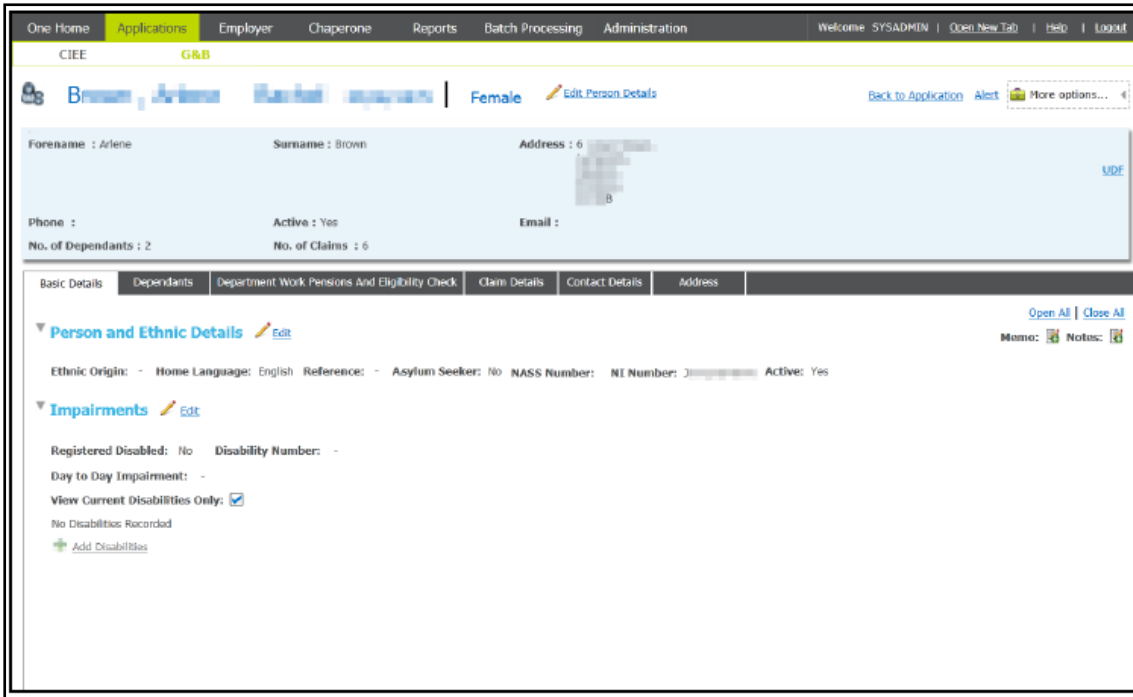 One Home Applications Employer Chaperone Reports Batch Processing Administration Welcome SYSADMIN | Open New Tab | Help | Logout
CIEE G&B
Female Edit Person Details Back to Application Alert More options...
Forename : Arlene Surname : Brown Address : 6
UDF
B
Phone : Active : Yes Email :
No. of Dependants : 2 No. of Claims : 6
Basic Details Dependants Department Work Pensions And Eligibility Check Claim Details Contact Details Address
Open All | Close All
Person and Ethnic Details Edit Memo: Notes:
Ethnic Origin: - Home Language: English Reference: - Asylum Seeker: No NASS Number: NI Number: J Active: Yes
Impairments Edit
Registered Disabled: No Disability Number: -
Day to Day Impairment: -
View Current Disabilities Only:
No Disabilities Recorded
Add Disabilities